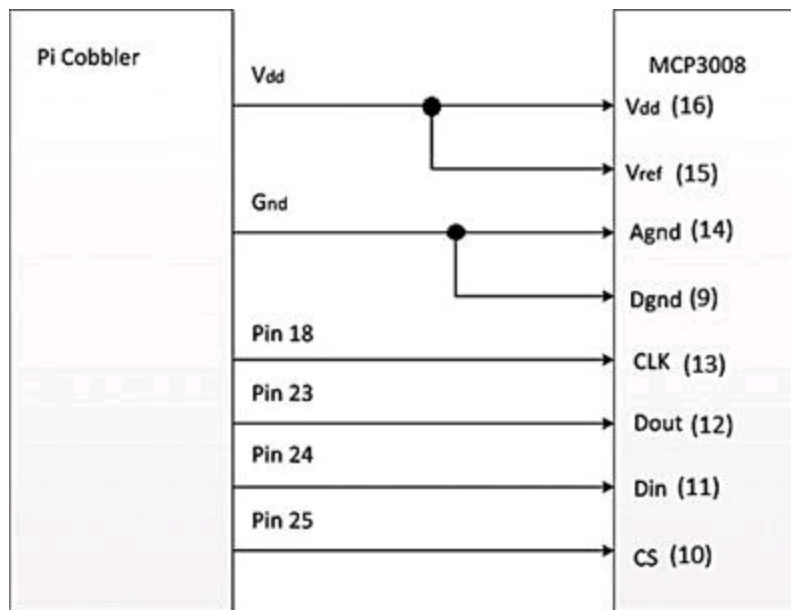 Pi Cobbler
MCP3008
Vdd
Vdd (16)
Vref (15)
Gnd
Agnd (14)
Dgnd (9)
Pin 18
CLK (13)
Pin 23
Dout (12)
Pin 24
Din (11)
Pin 25
CS (10)